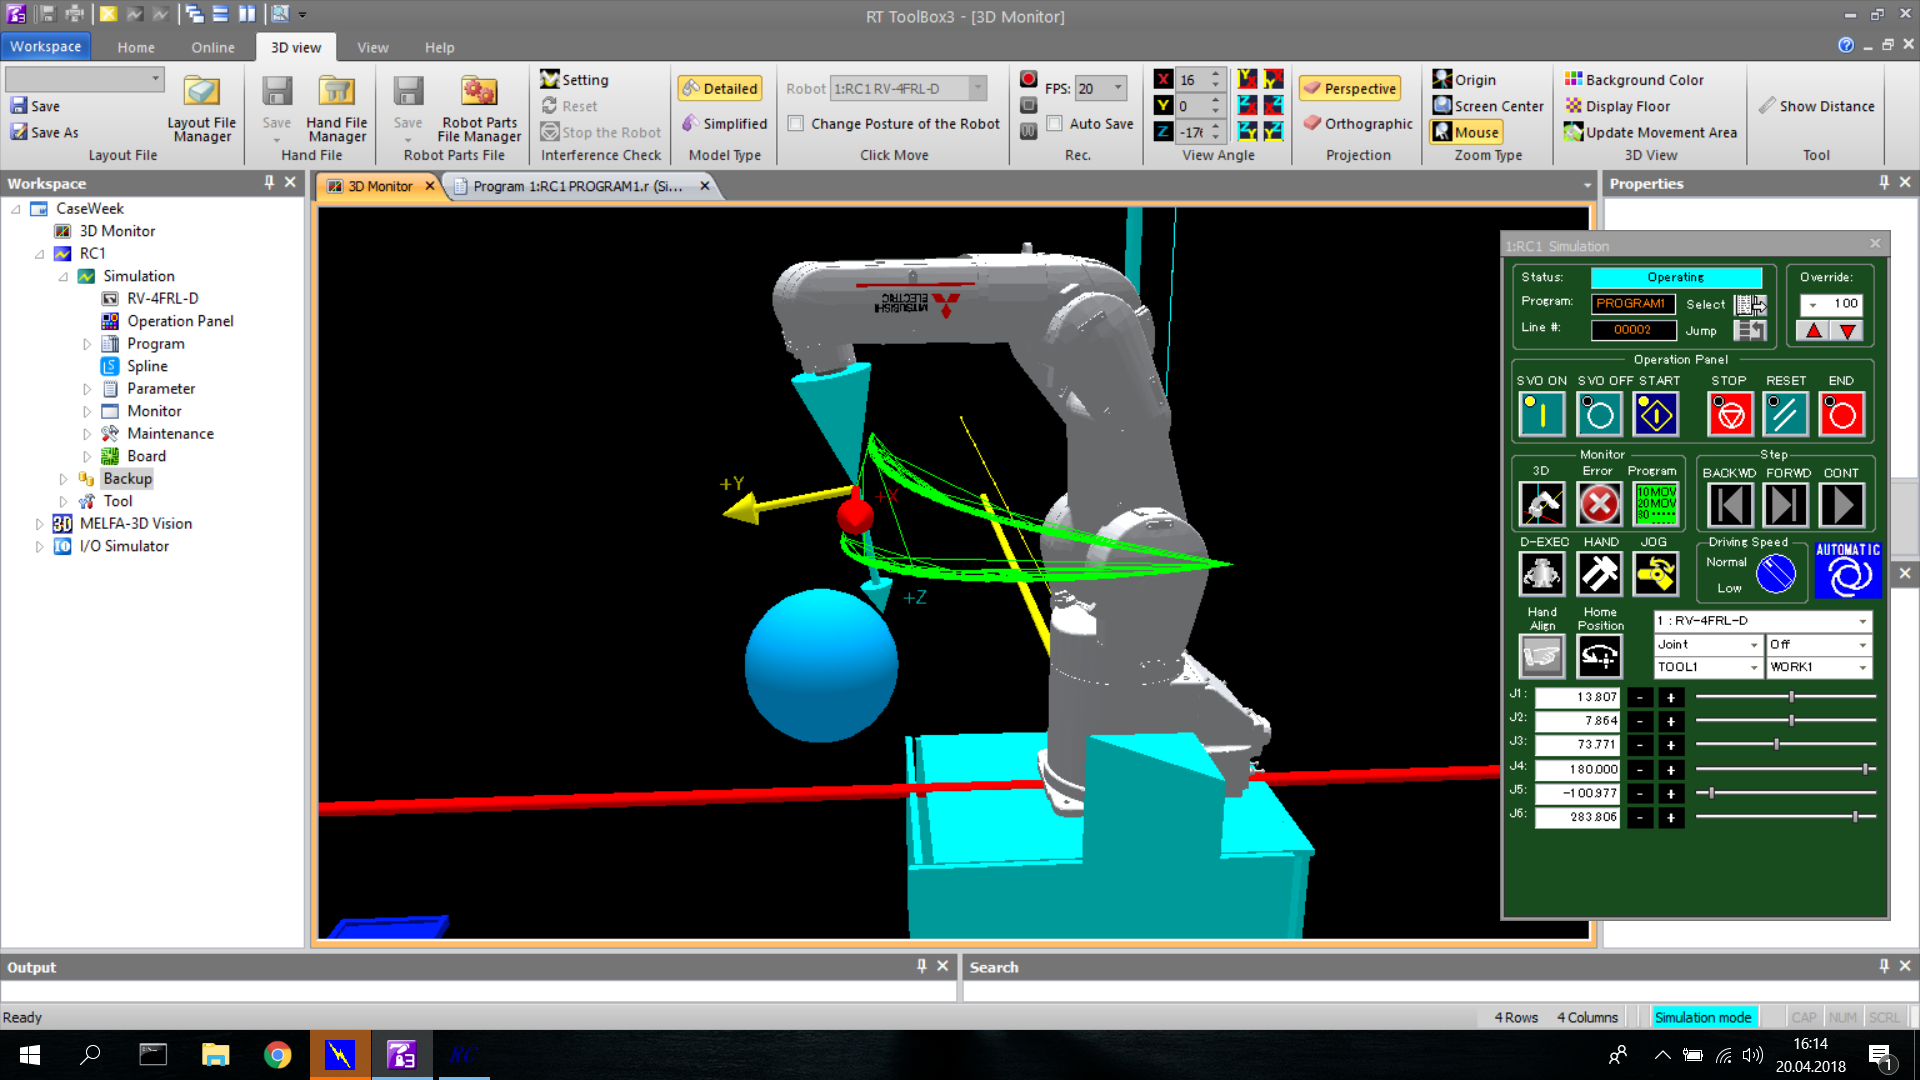 RT ToolBox3 - [3D Monitor]
Workspace
Home
Online
3D view
View
Help
Save
Save As
Layout File Manager
Layout File
Save
Hand File Manager
Hand File
Save
Robot Parts File Manager
Robot Parts File
Setting
Reset
Stop the Robot
Interference Check
Detailed
Simplified
Model Type
Robot 1:RC1 RV-4FRL-D
Change Posture of the Robot
Click Move
FPS: 20
Auto Save
Rec.
X 16
Y 0
Z
View Angle
Perspective
Orthographic
Projection
Origin
Screen Center
Mouse
Zoom Type
Background Color
Display Floor
Update Movement Area
3D View
Show Distance
Tool
Workspace
CaseWeek
3D Monitor
RC1
Simulation
RV-4FRL-D
Operation Panel
Program
Spline
Parameter
Monitor
Maintenance
Board
Backup
Tool
MELFA-3D Vision
I/O Simulator
3D Monitor
Program 1:RC1 PROGRAM1.r (Si...
MITSUBISHI
ELECTRIC
+Y
+X
+Z
Properties
1:RC1 Simulation
Status: Operating
Program: PROGRAM1 Select
Line #: 00002 Jump
Override:
100
Operation Panel
SVO ON SVO OFF START STOP RESET END
Monitor
3D Error Program
10 MOV
20 MOV
30
Step
BACKWD FORWD CONT
D-EXEC HAND JOG
Driving Speed
Normal
Low
AUTOMATIC
Hand Align
Home Position
1 : RV-4FRL-D
Joint Off
TOOL1 WORK1
J1: 13.807 - +
J2: 7.864 - +
J3: 73.771 - +
J4: 180.000 - +
J5: -100.977 - +
J6: 283.806 - +
Output
Search
Ready
4 Rows 4 Columns
Simulation mode
CAP NUM SCRL
RC
16:14
20.04.2018
1